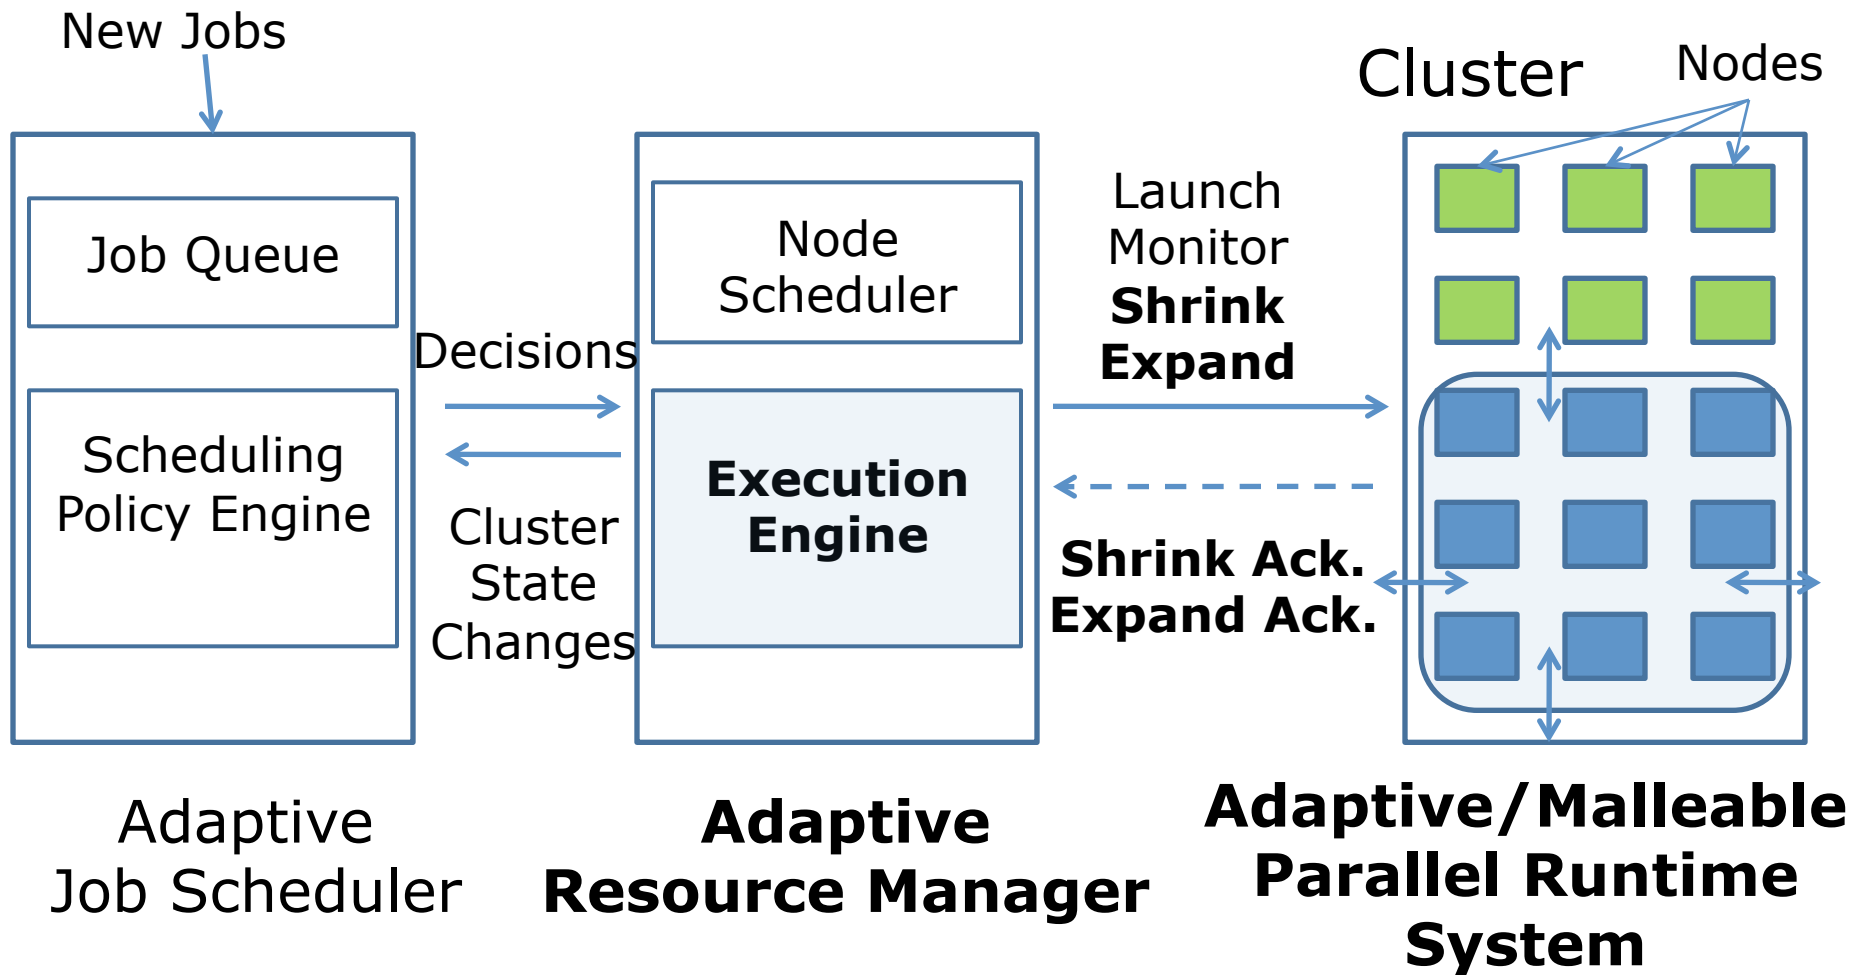 New Jobs
Job Queue
Scheduling
Policy Engine
Adaptive
Job Scheduler
Decisions
Cluster
State
Changes
Node
Scheduler
Execution
Engine
Adaptive
Resource Manager
Launch
Monitor
Shrink
Expand
Shrink Ack.
Expand Ack.
Cluster
Nodes
Adaptive/Malleable
Parallel Runtime
System